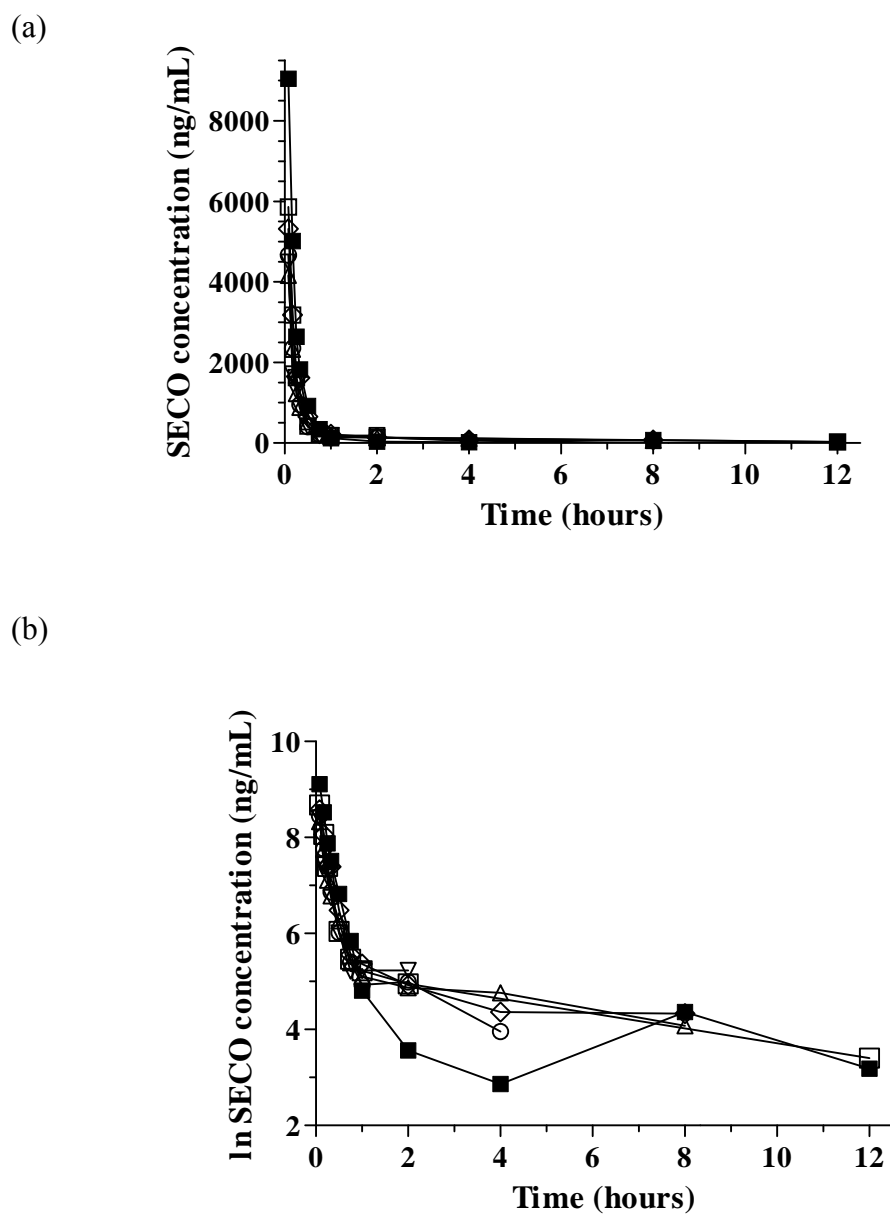 (a)
SECO concentration (ng/mL)
8000
6000
4000
2000
0
0 2 4 6 8 10 12
Time (hours)
(b)
ln SECO concentration (ng/mL)
10
8
6
4
2
0 2 4 6 8 10 12
Time (hours)